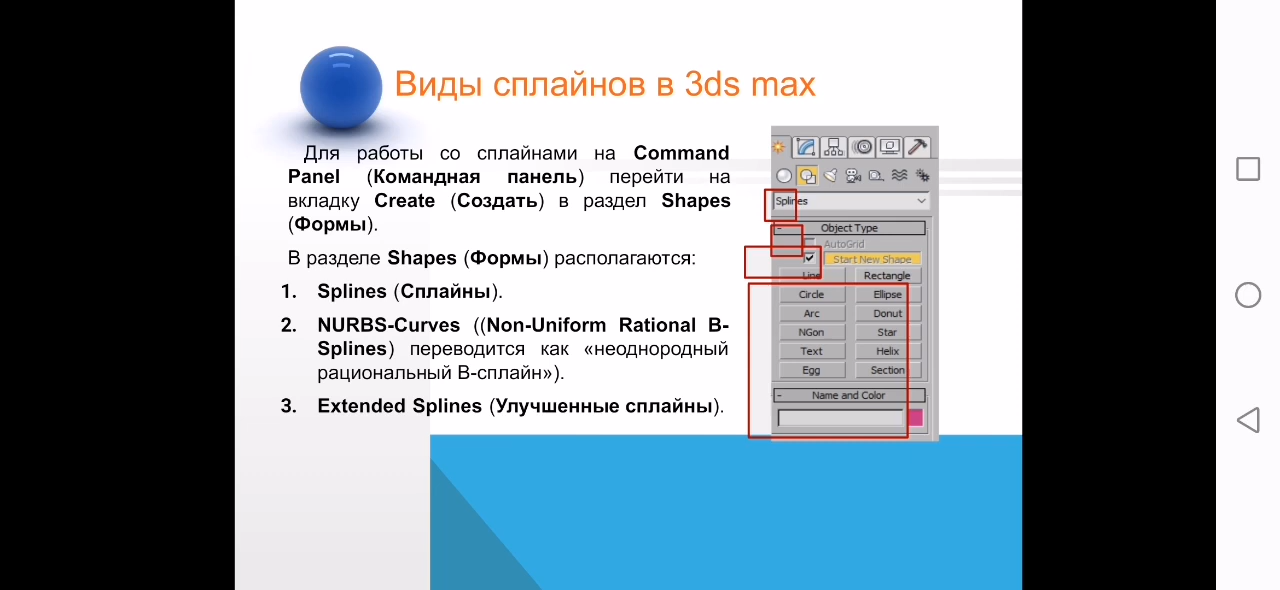 Виды сплайнов в 3ds max
Для работы со сплайнами на Command
Panel (Командная панель) перейти на
вкладку Create (Создать) в раздел Shapes
(Формы).
В разделе Shapes (Формы) располагаются:
1. Splines (Сплайны).
2. NURBS-Curves ((Non-Uniform Rational B-
Splines) переводится как «неоднородный
рациональный В-сплайн»).
3. Extended Splines (Улучшенные сплайны).
Splines
- Object Type
AutoGrid
Start New Shape
Line Rectangle
Circle Ellipse
Arc Donut
NGon Star
Text Helix
Egg Section
- Name and Color